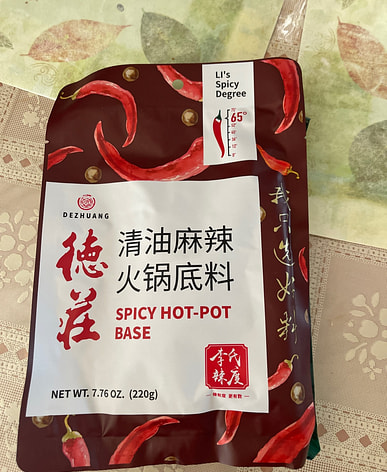 LI's
Spicy
Degree
65°
DEZHUANG
德莊
清油麻辣
火锅底料
SPICY HOT-POT
BASE
李氏
辣度
NET WT. 7.76 OZ. (220g)